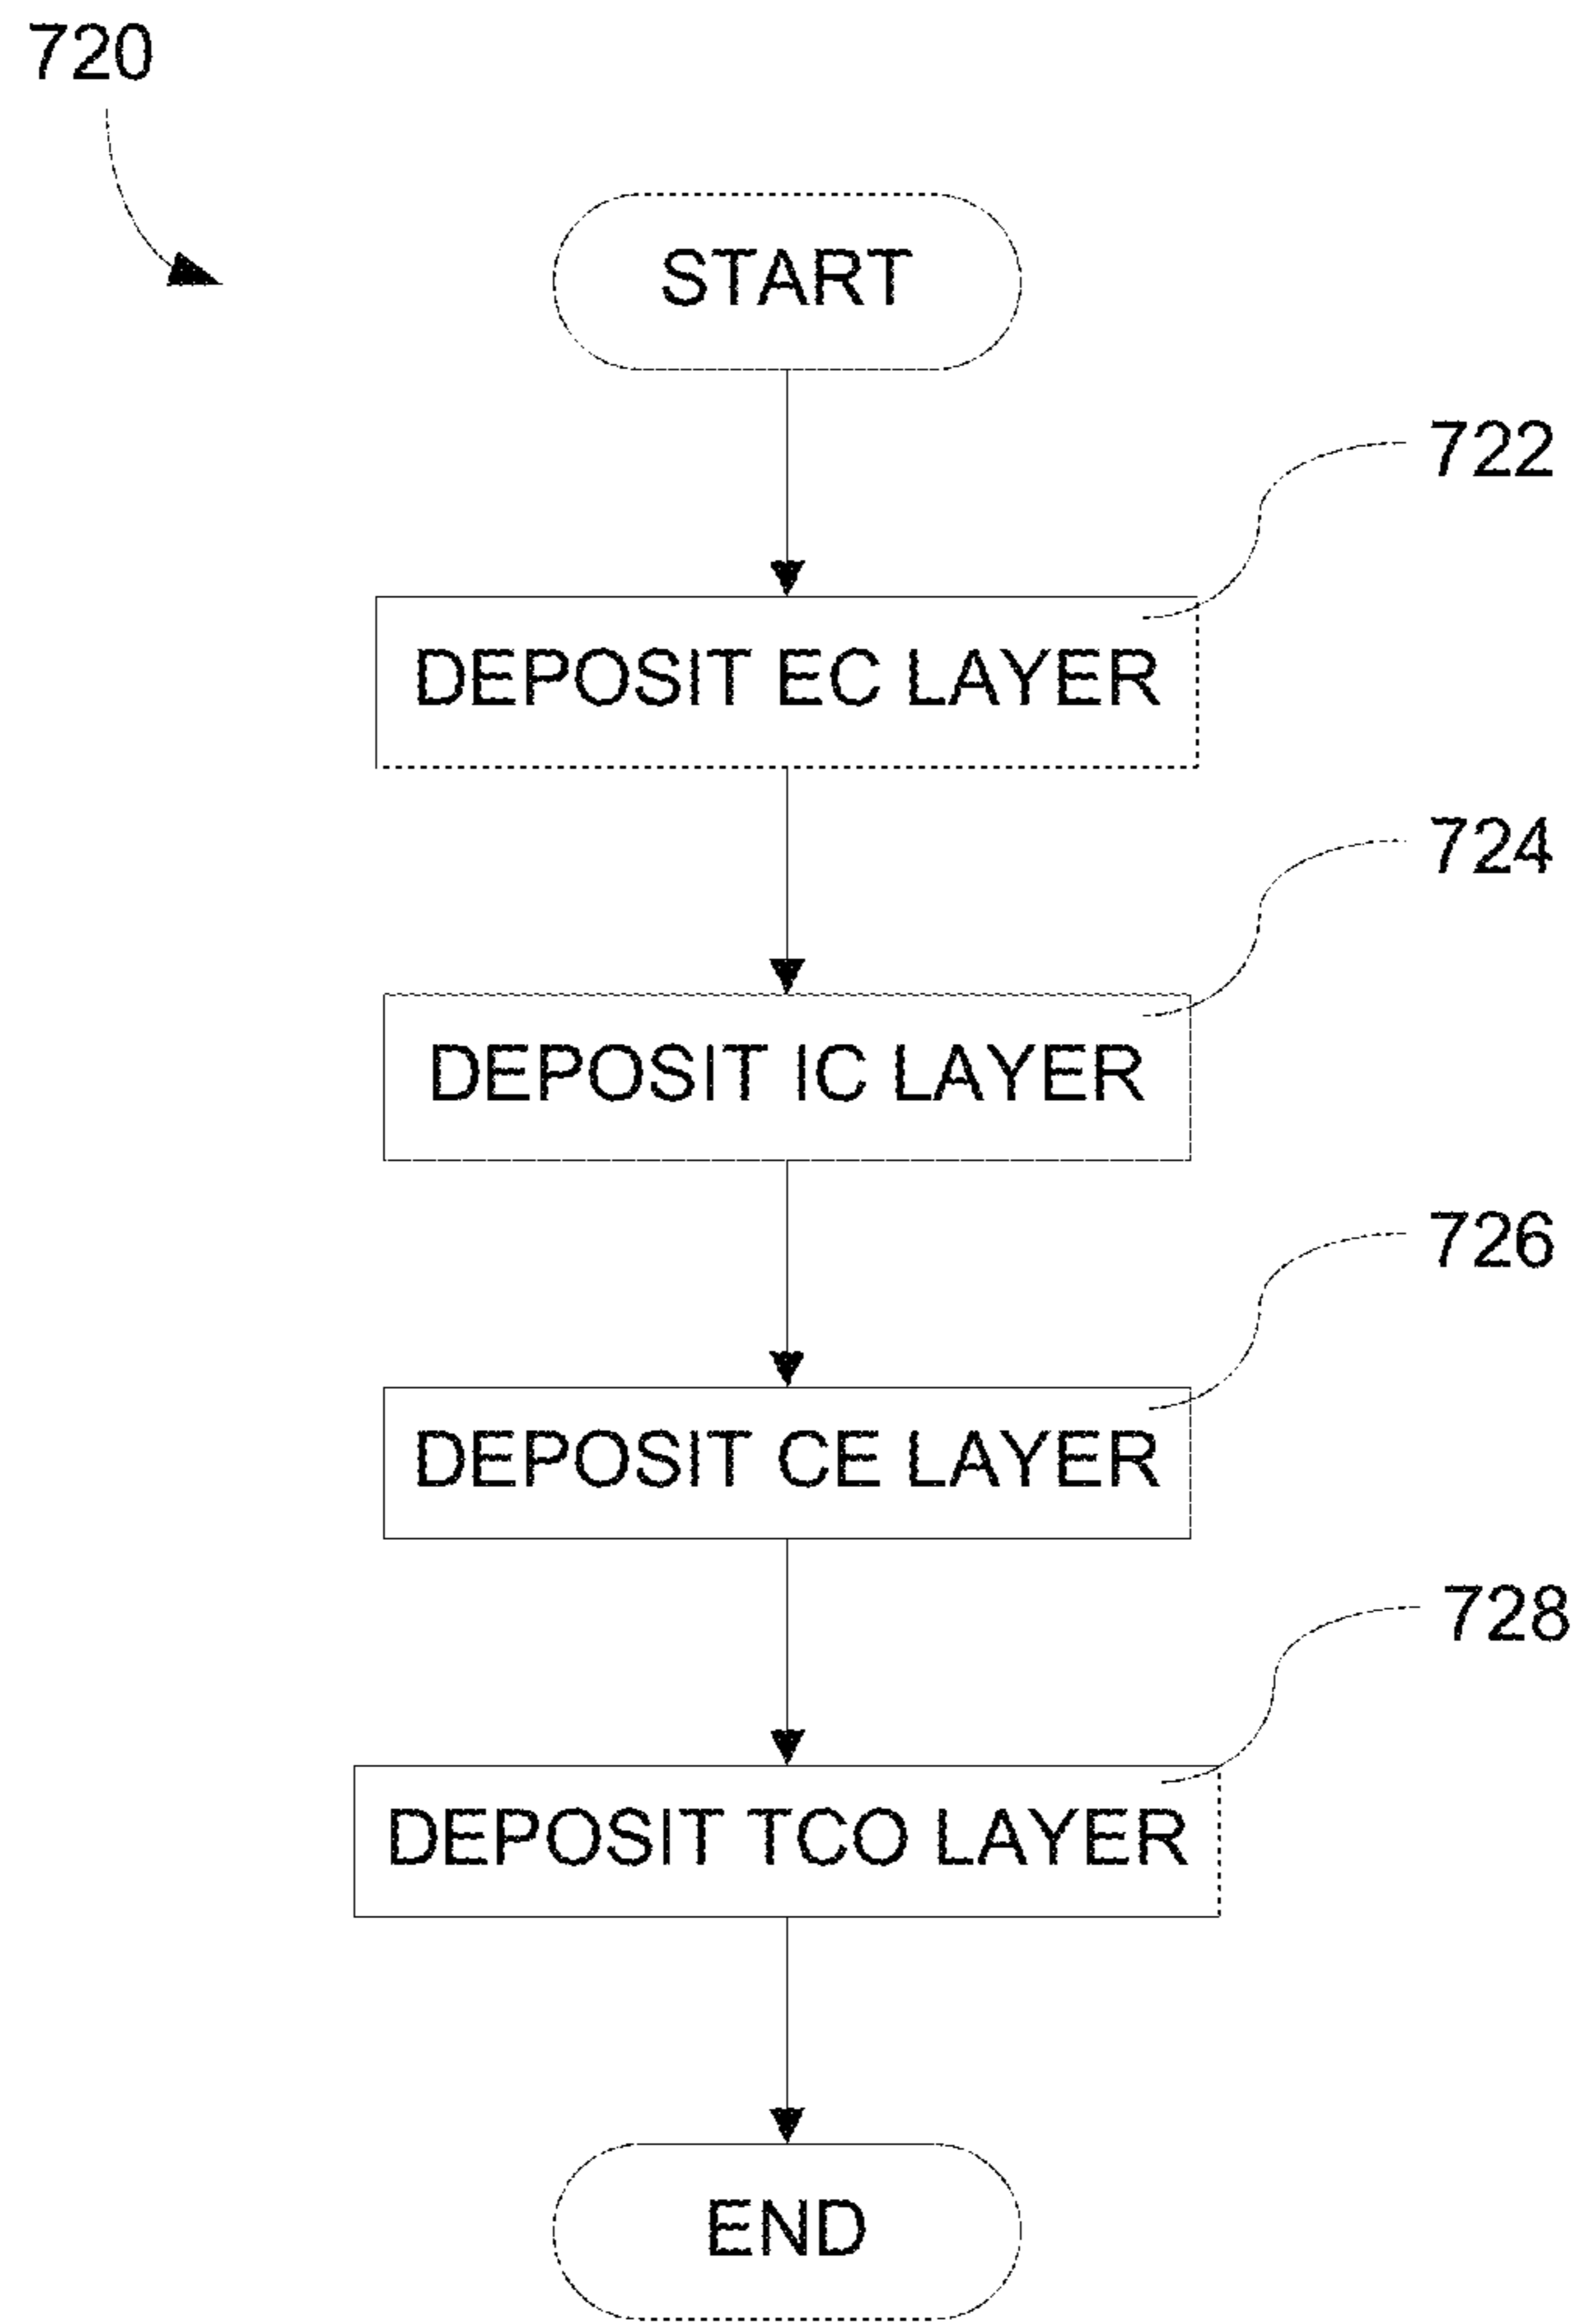 720
START
722
DEPOSIT EC LAYER
724
DEPOSIT IC LAYER
726
DEPOSIT CE LAYER
728
DEPOSIT TCO LAYER
END